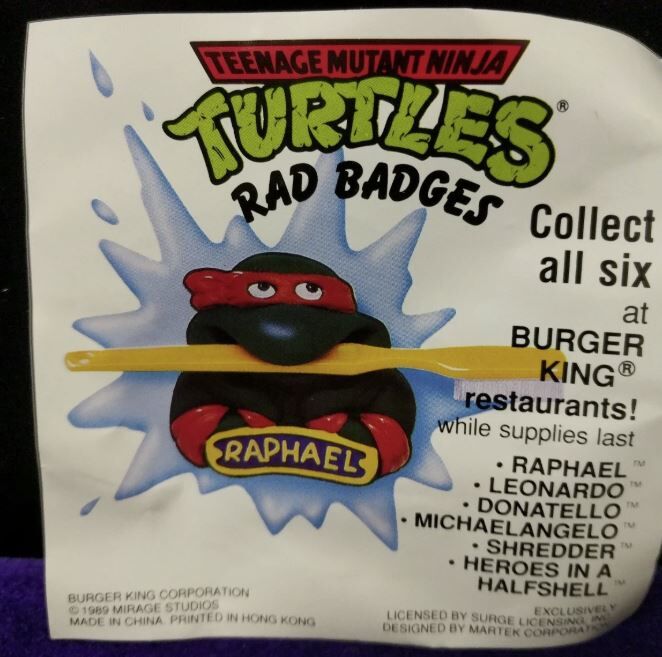 TEENAGE MUTANT NINJA
TURTLES®
RAD BADGES
Collect
all six
at
BURGER
KING®
restaurants!
while supplies last
• RAPHAEL™
• LEONARDO™
• DONATELLO™
• MICHAELANGELO™
• SHREDDER™
• HEROES IN A
HALFSHELL™
RAPHAEL
BURGER KING CORPORATION
© 1989 MIRAGE STUDIOS
MADE IN CHINA. PRINTED IN HONG KONG
EXCLUSIVELY
LICENSED BY SURGE LICENSING, INC
DESIGNED BY MARTEK CORPORATION